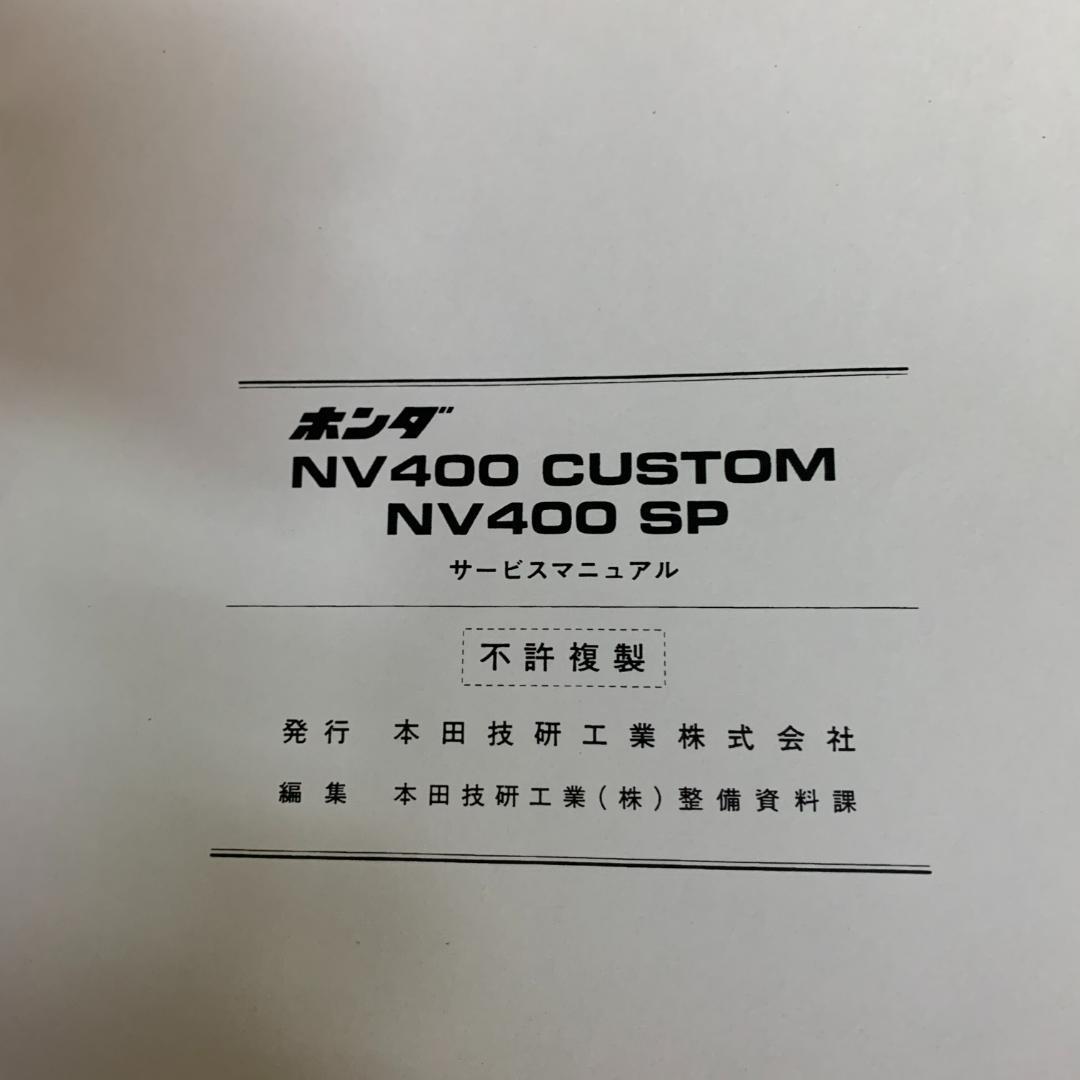 ホンダ
NV400 CUSTOM
NV400 SP
サービスマニュアル
不許複製
発行 本田技研工業株式会社
編集 本田技研工業(株)整備資料課